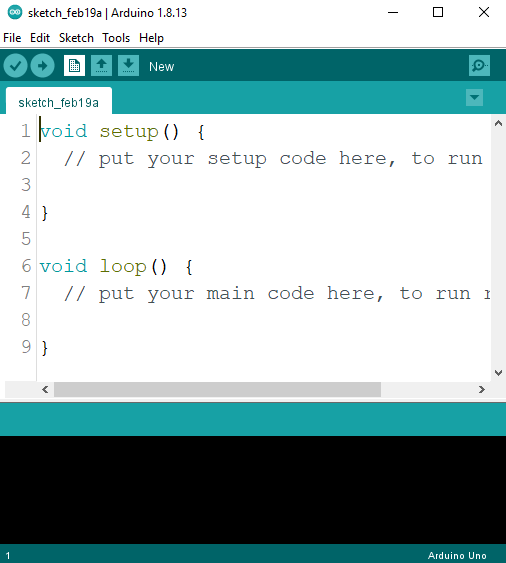 sketch_feb19a | Arduino 1.8.13
File Edit Sketch Tools Help
New
sketch_feb19a
1 void setup() {
2   // put your setup code here, to run
3
4 }
5
6 void loop() {
7   // put your main code here, to run r
8
9 }
1 Arduino Uno